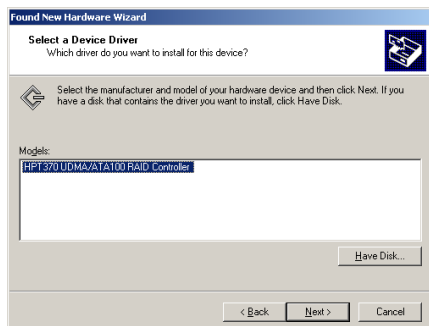 Found New Hardware Wizard
Select a Device Driver
Which driver do you want to install for this device?
Select the manufacturer and model of your hardware device and then click Next. If you
have a disk that contains the driver you want to install, click Have Disk.
Models:
HPT370 UDMA/ATA100 RAID Controller
Have Disk...
< Back
Next >
Cancel